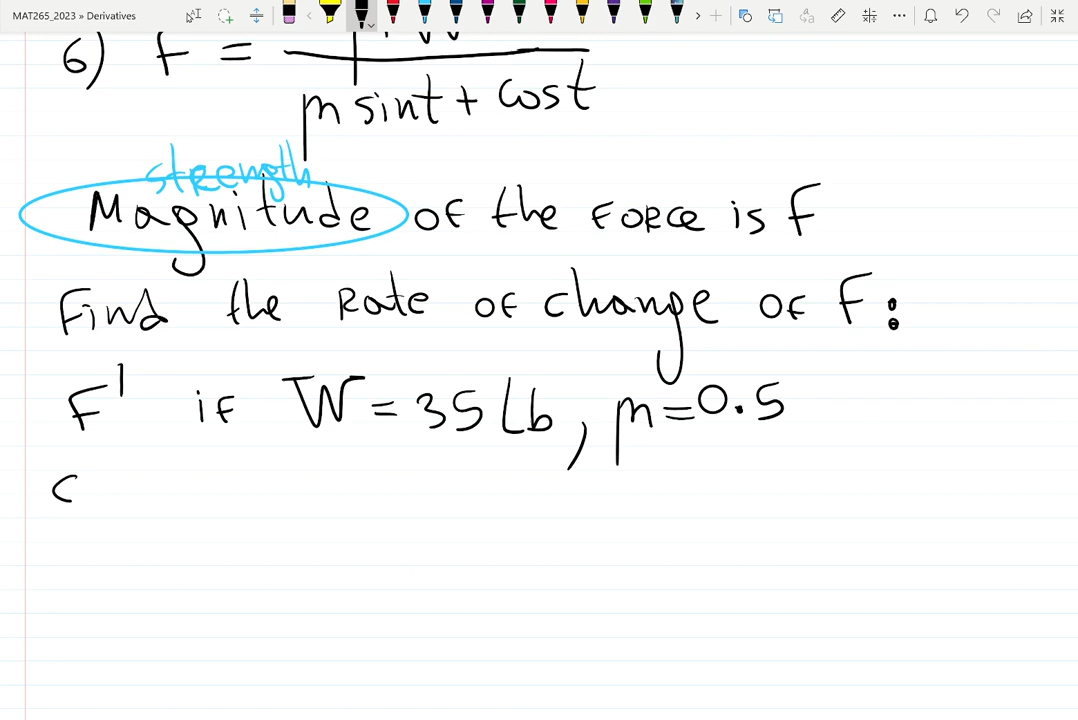 MAT265_2023 » Derivatives
6) F =
μ sint + cost
strength
Magnitude of the Force is F
Find the Rate of change of F:
F' if W = 35 Lb, μ = 0.5
C